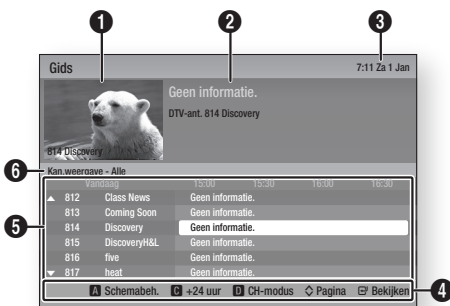 1 2 3
Gids 7:11 Za 1 Jan
Geen informatie.
DTV-ant. 814 Discovery
814 Discovery
6 Kan.weergave - Alle
Vandaag 15:00 15:30 16:00 16:30
▲ 812 Class News Geen informatie.
813 Coming Soon Geen informatie.
5 814 Discovery Geen informatie.
815 DiscoveryH&L Geen informatie.
816 five Geen informatie.
▼ 817 heat Geen informatie.
A Schemabeh. C +24 uur D CH-modus Pagina Bekijken 4